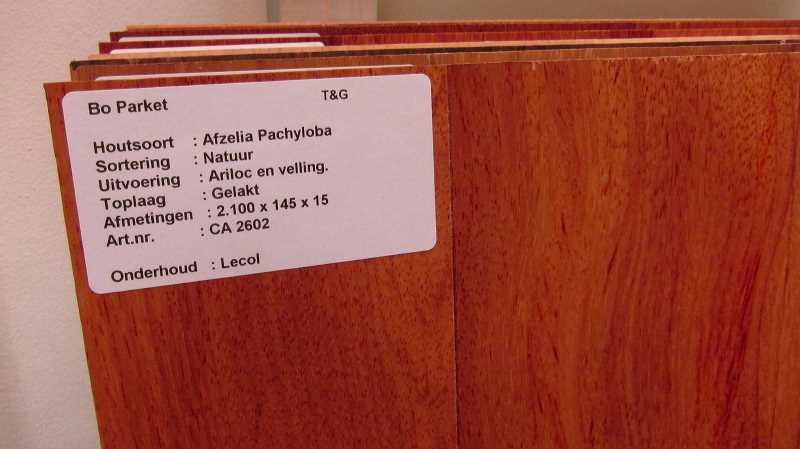 Bo Parket T&G
Houtsoort : Afzelia Pachyloba
Sortering : Natuur
Uitvoering : Ariloc en velling.
Toplaag : Gelakt
Afmetingen : 2.100 x 145 x 15
Art.nr. : CA 2602
Onderhoud : Lecol